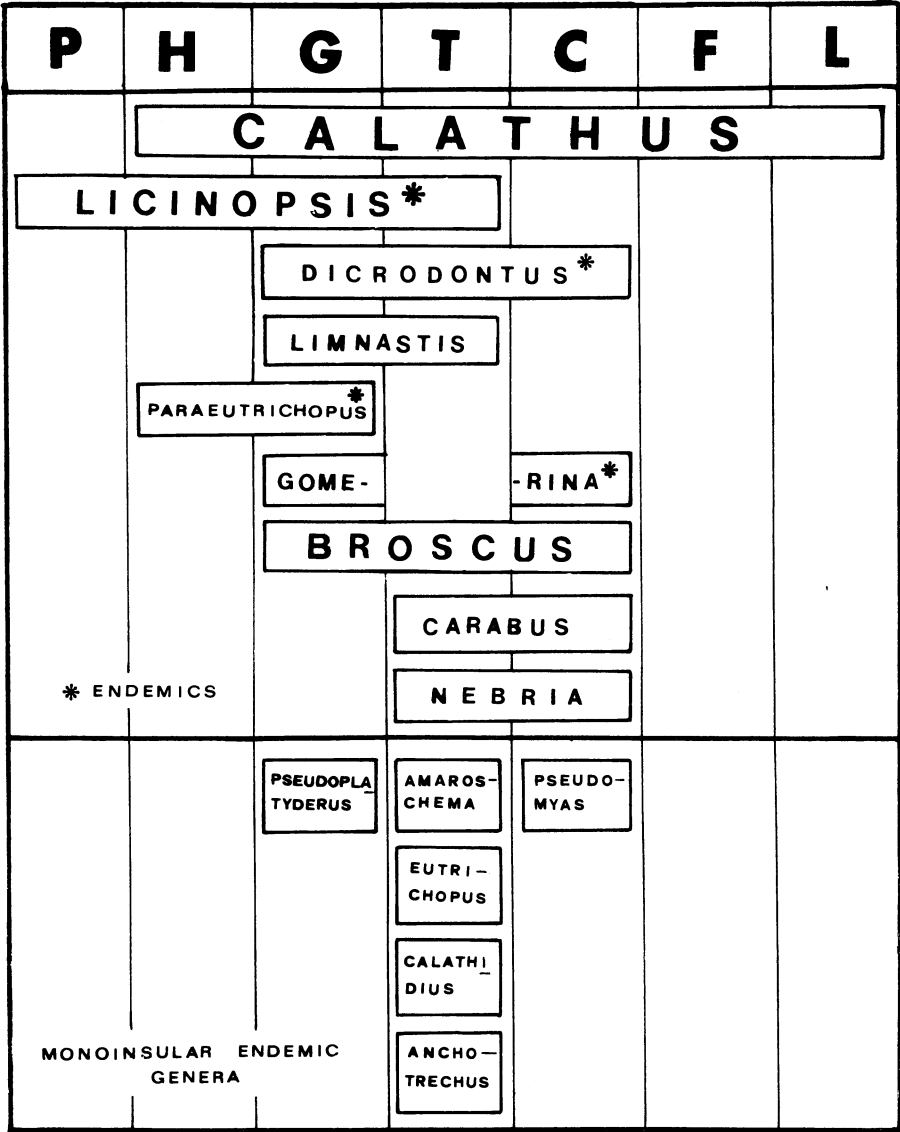 P H G T C F L
CALATHUS
LICINOPSIS*
DICRODONTUS*
LIMNASTIS
PARAEUTRICHOPUS*
GOME- -RINA*
BROSCUS
CARABUS
NEBRIA
* ENDEMICS
PSEUDOPLA
TYDERUS
AMAROS-
CHEMA
PSEUDO-
MYAS
EUTRI-
CHOPUS
CALATHI
DIUS
ANCHO-
TRECHUS
MONOINSULAR ENDEMIC
GENERA